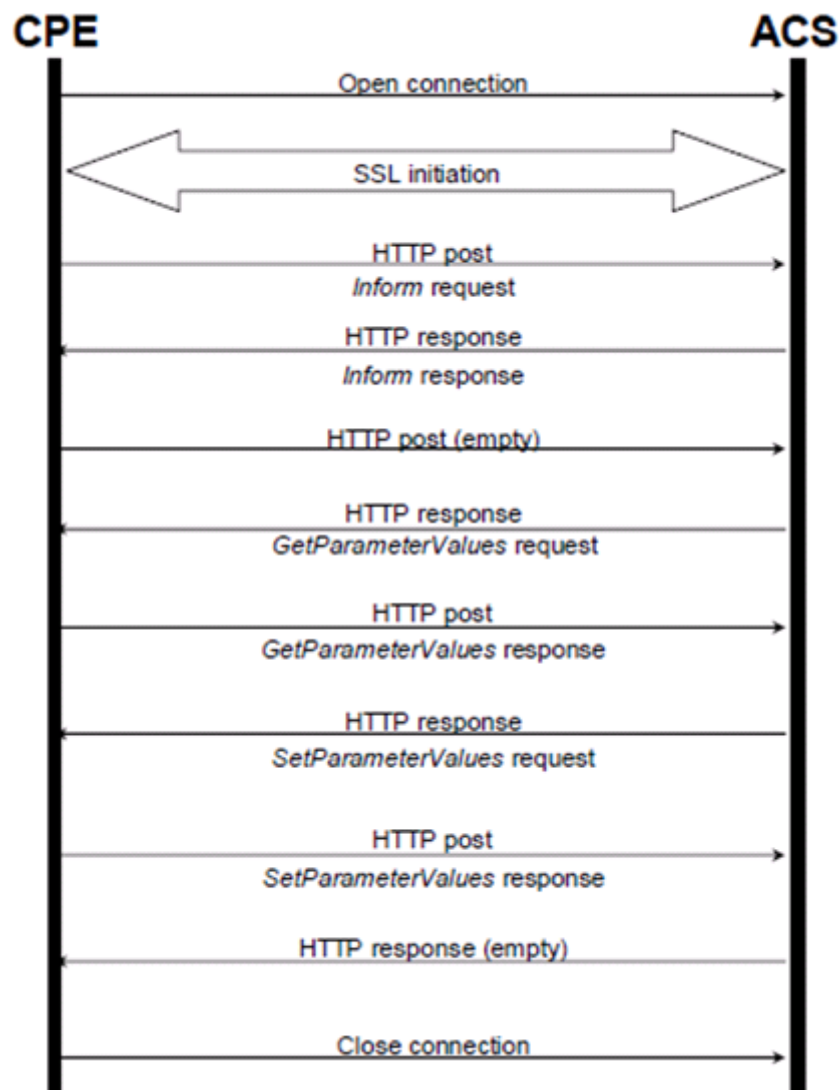 CPE ACS
Open connection
SSL initiation
HTTP post
Inform request
HTTP response
Inform response
HTTP post (empty)
HTTP response
GetParameterValues request
HTTP post
GetParameterValues response
HTTP response
SetParameterValues request
HTTP post
SetParameterValues response
HTTP response (empty)
Close connection